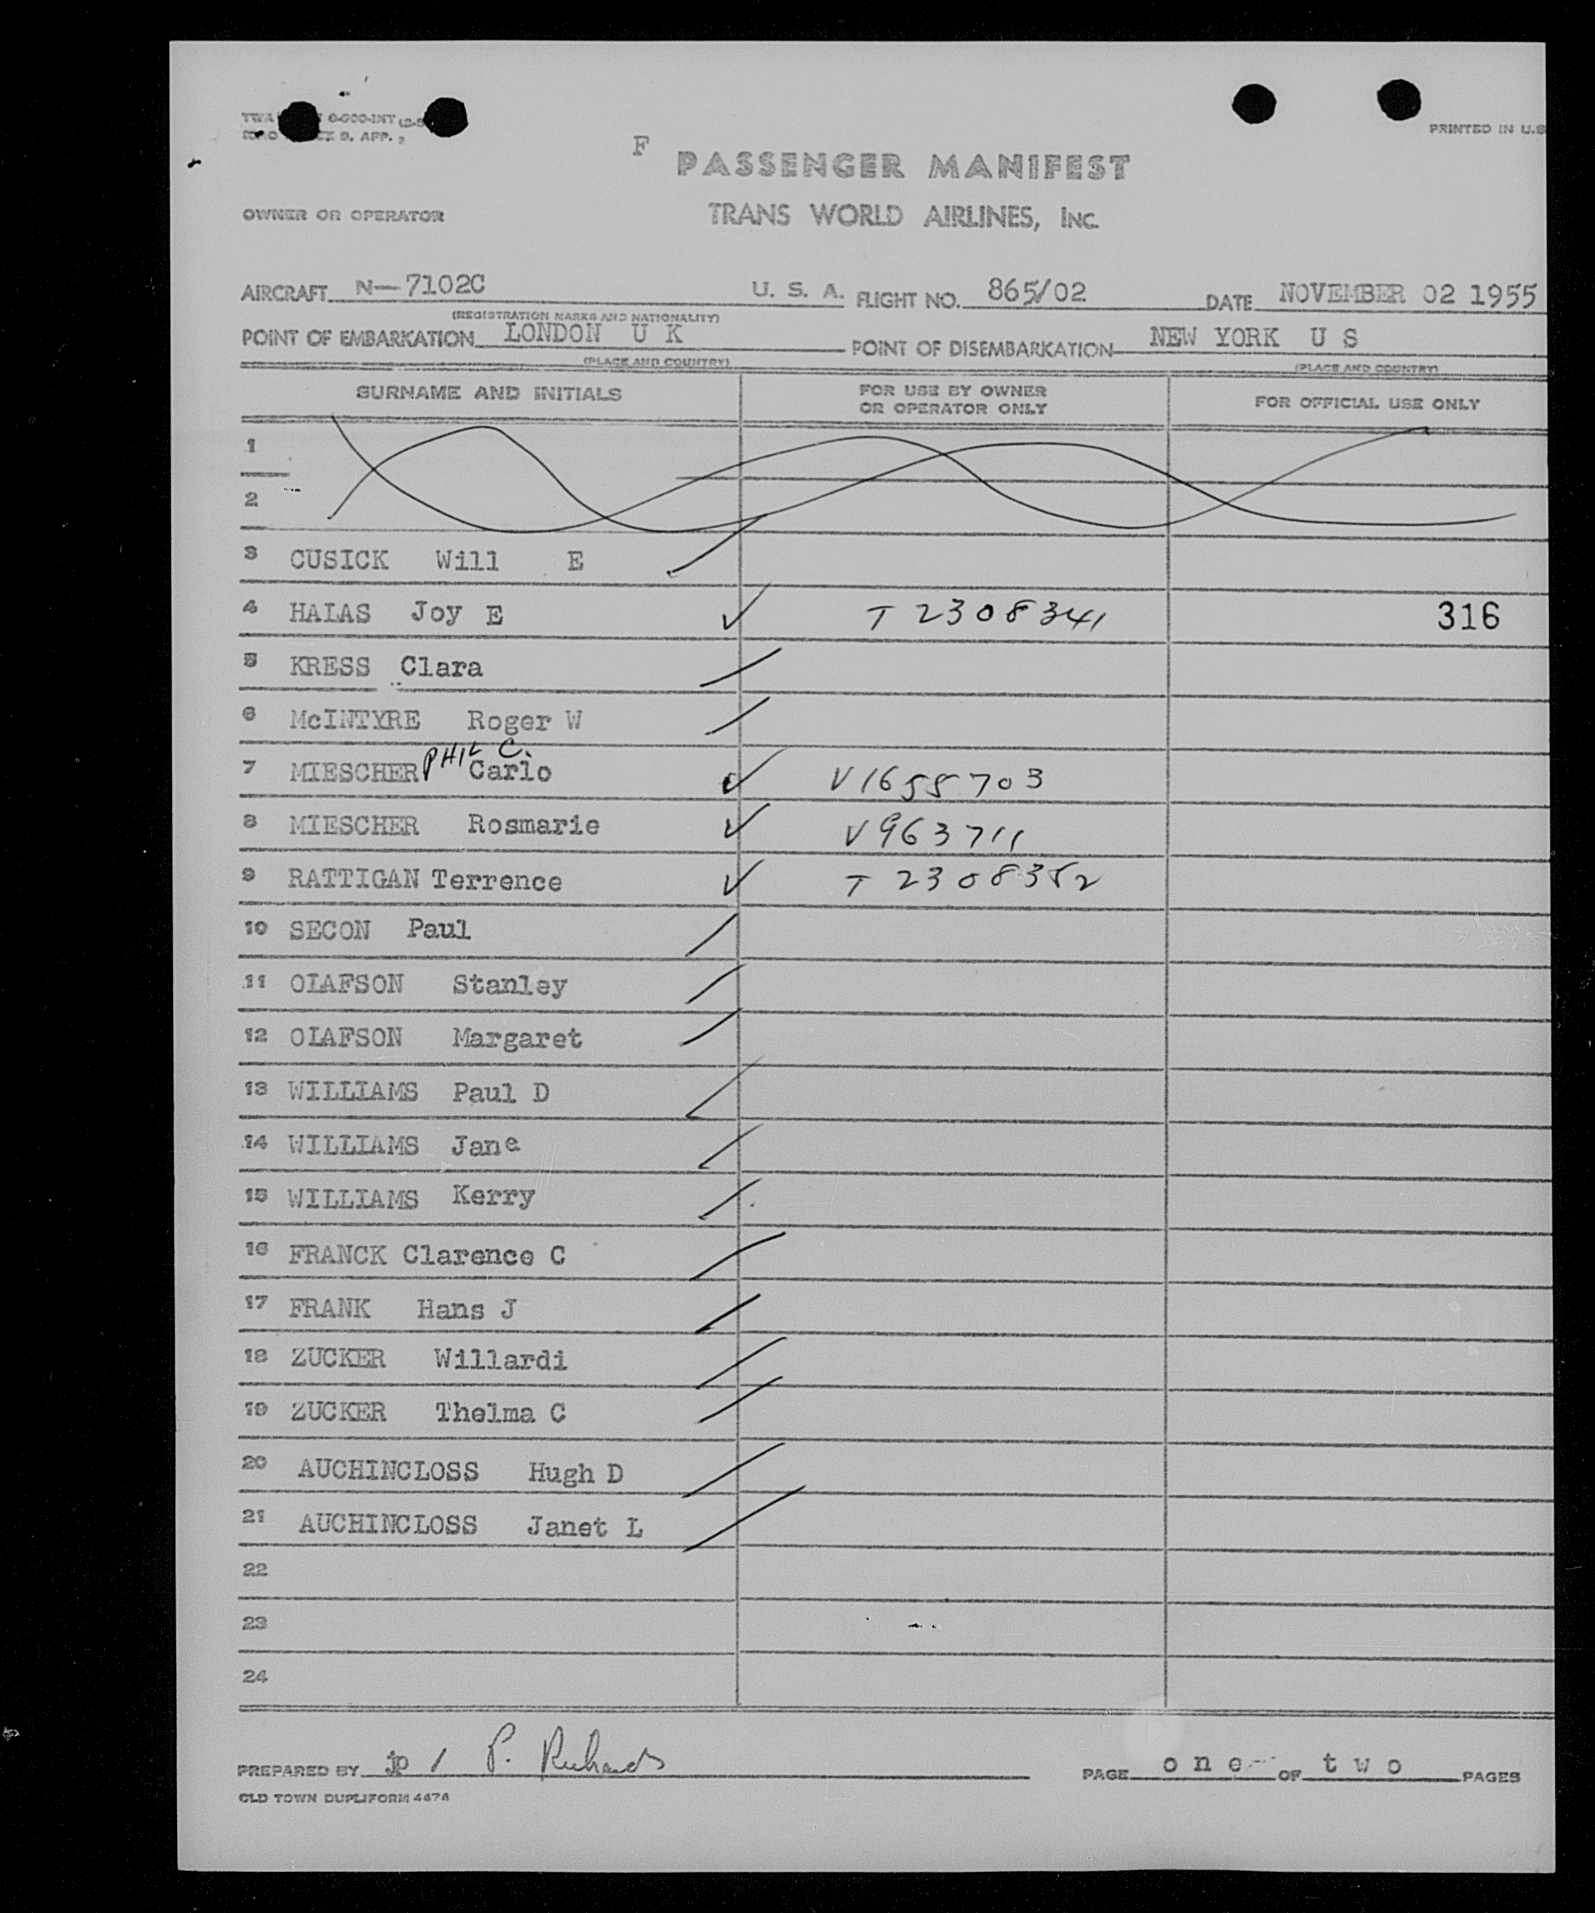 F
PRINTED IN U.S
PASSENGER MANIFEST
OWNER OR OPERATOR
TRANS WORLD AIRLINES, INC.
AIRCRAFT N-7102C U. S. A. FLIGHT NO. 865/02 DATE NOVEMBER 02 1955
(REGISTRATION MARKS AND NATIONALITY)
POINT OF EMBARKATION LONDON U K POINT OF DISEMBARKATION NEW YORK U S
(PLACE AND COUNTRY) (PLACE AND COUNTRY)
SURNAME AND INITIALS FOR USE BY OWNER OR OPERATOR ONLY FOR OFFICIAL USE ONLY
1
2
3 CUSICK Will E
4 HALAS Joy E T 2308341 316
5 KRESS Clara
6 McINTYRE Roger W
PHIL C.
7 MIESCHER Carlo V1655703
8 MIESCHER Rosmarie V963711
9 RATTIGAN Terrence T 2308352
10 SECON Paul
11 OLAFSON Stanley
12 OLAFSON Margaret
13 WILLIAMS Paul D
14 WILLIAMS Jane
15 WILLIAMS Kerry
16 FRANCK Clarence C
17 FRANK Hans J
18 ZUCKER Willardi
19 ZUCKER Thelma C
20 AUCHINCLOSS Hugh D
21 AUCHINCLOSS Janet L
22
23
24
PREPARED BY jp / P. Richards PAGE one OF two PAGES
OLD TOWN DUPLIFORM 4676